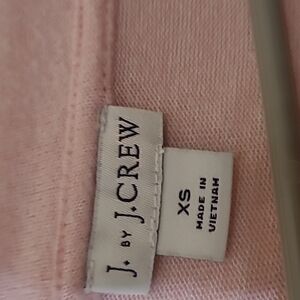 J. BY J.CREW
XS
MADE IN
VIETNAM